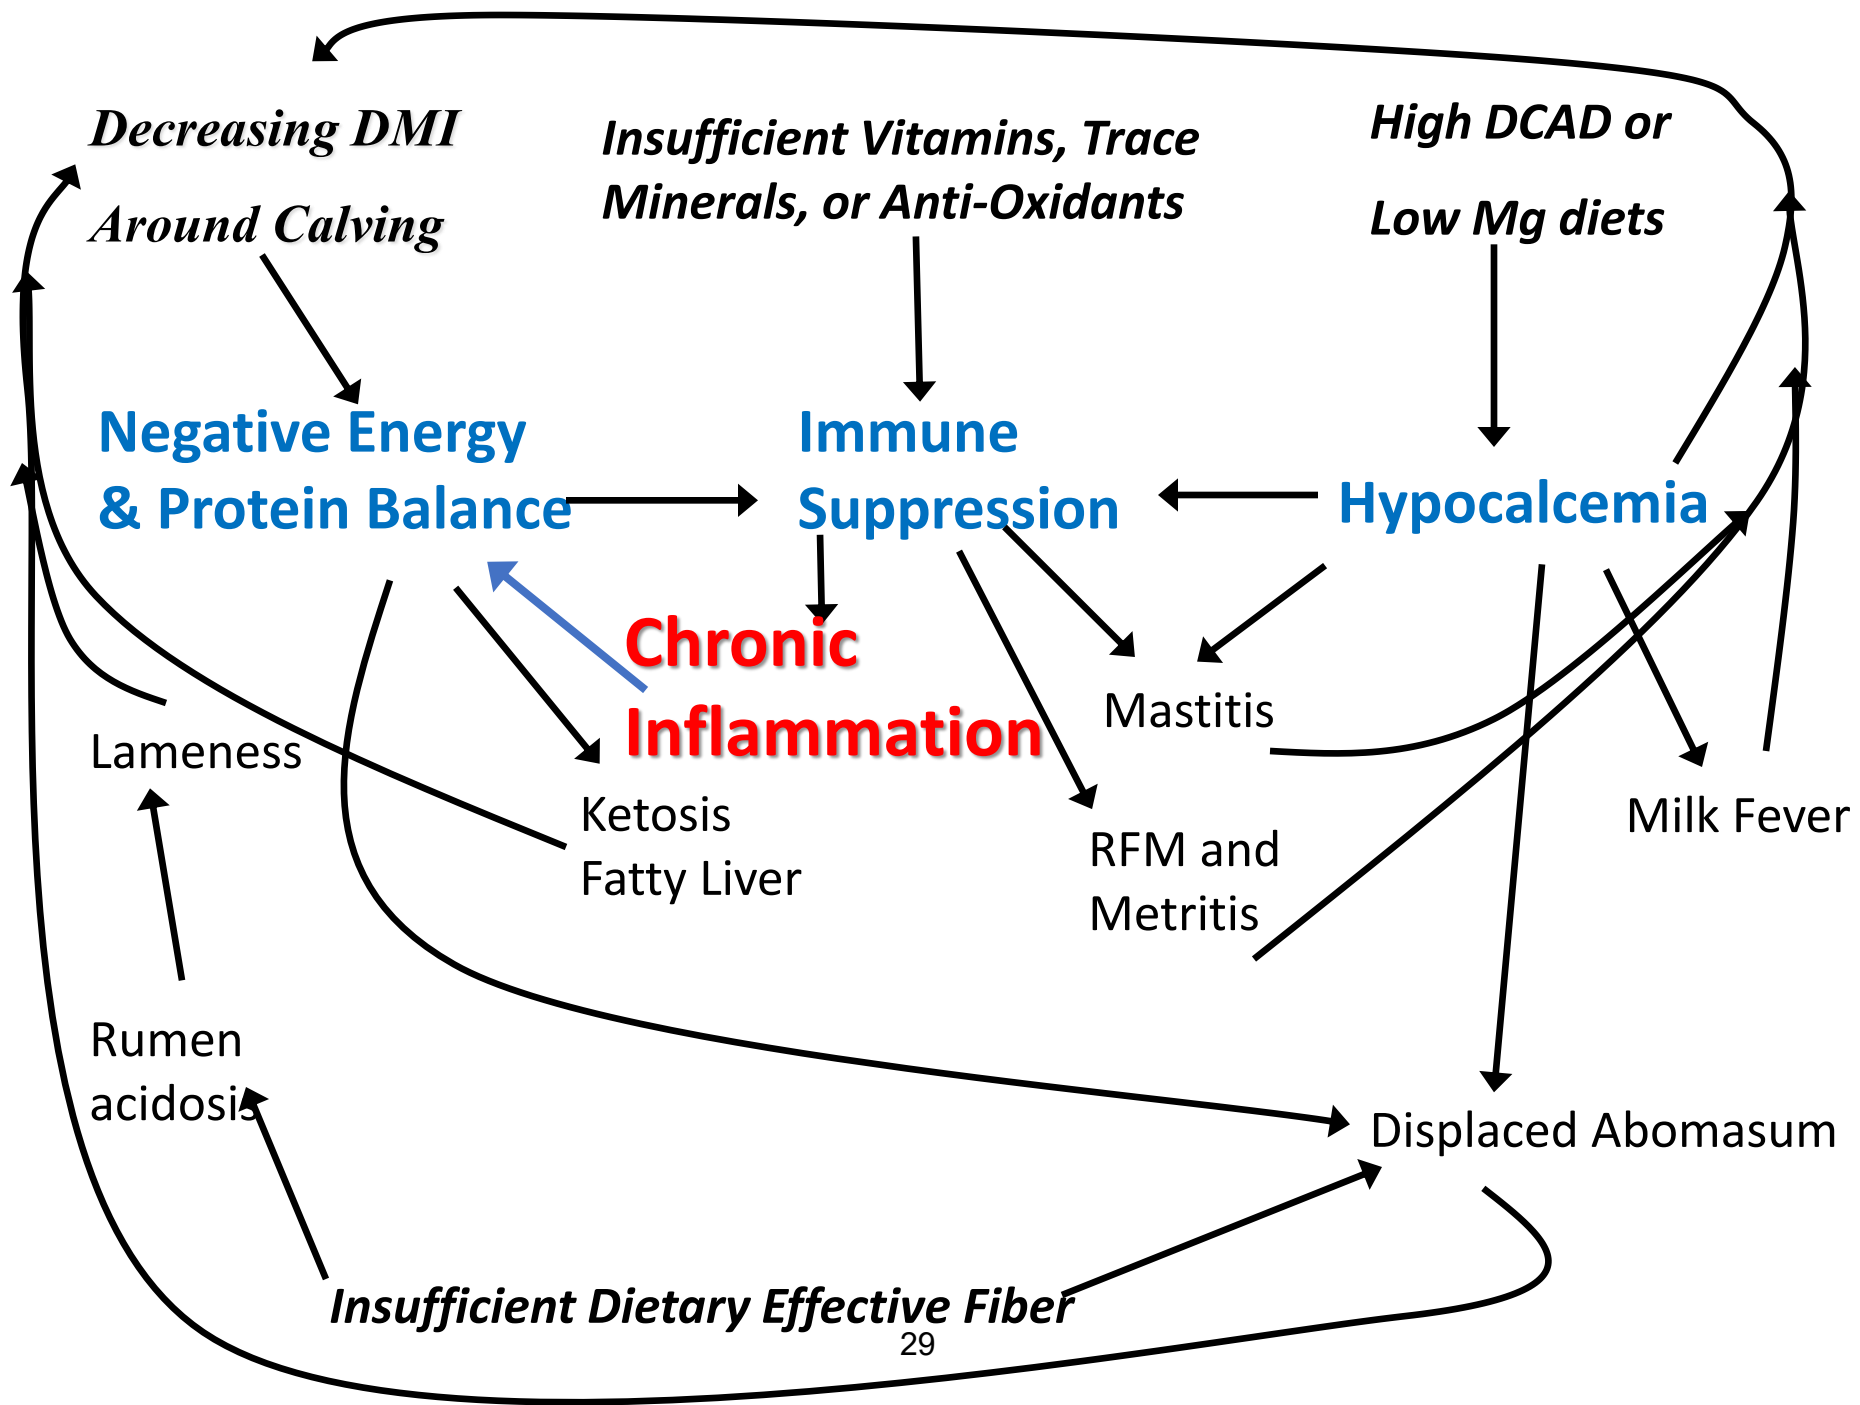 Decreasing DMI
Around Calving
Insufficient Vitamins, Trace
Minerals, or Anti-Oxidants
High DCAD or
Low Mg diets
Negative Energy
& Protein Balance
Immune
Suppression
Hypocalcemia
Chronic
Inflammation
Mastitis
Lameness
Ketosis
Fatty Liver
RFM and
Metritis
Milk Fever
Rumen
acidosis
Displaced Abomasum
Insufficient Dietary Effective Fiber
29